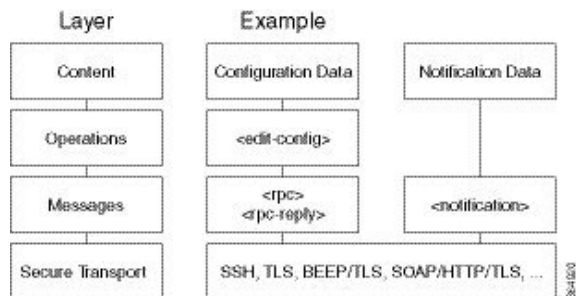 Layer Example
Content Configuration Data Notification Data
Operations <edit-config>
Messages <rpc> <notification>
<rpc-reply>
Secure Transport SSH, TLS, BEEP/TLS, SOAP/HTTP/TLS, ...